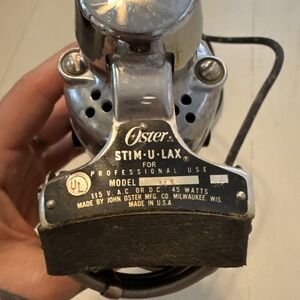 Oster
STIM·U·LAX
FOR
PROFESSIONAL USE
UL
MODEL
115 V. A.C. OR D.C. 45 WATTS
MADE BY JOHN OSTER MFG. CO. MILWAUKEE, WIS.
MADE IN U.S.A.